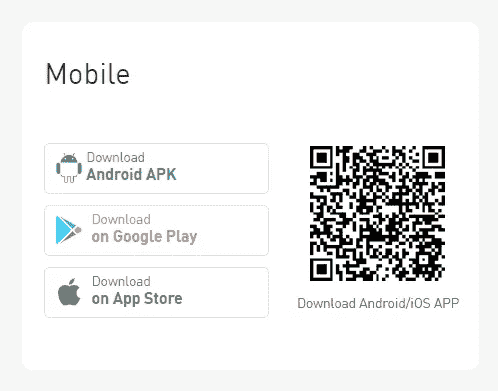 Mobile
Download
Android APK
Download
on Google Play
Download
on App Store
Download Android/iOS APP